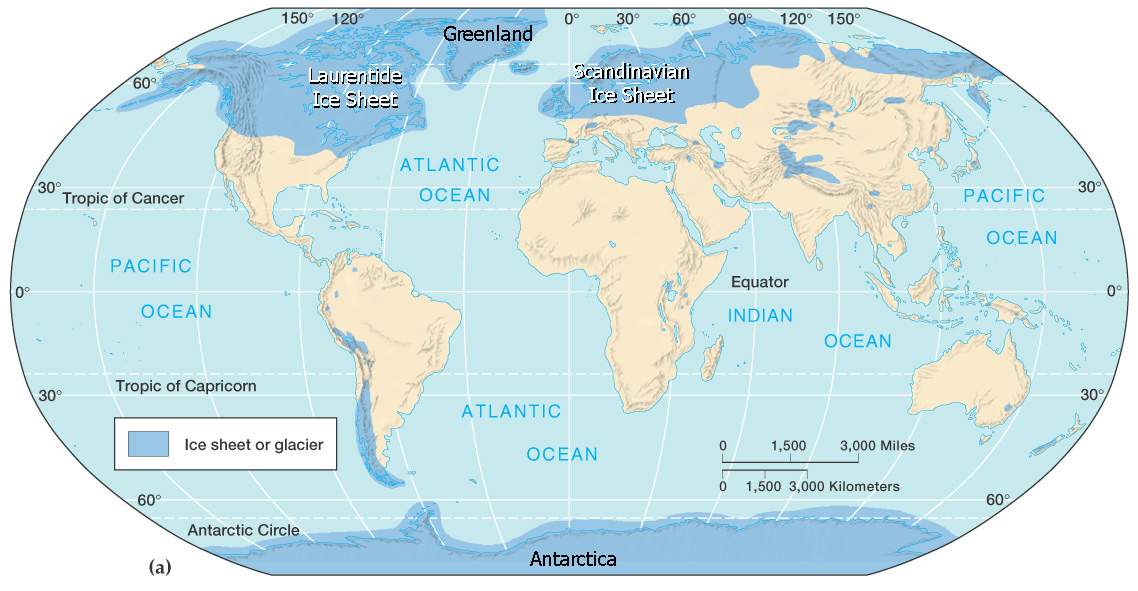 150° 120° 0° 30° 60° 90° 120° 150°
Greenland
60°
Laurentide
Ice Sheet
Scandinavian
Ice Sheet
ATLANTIC
OCEAN
30°
30°
Tropic of Cancer
PACIFIC
OCEAN
PACIFIC
OCEAN
Equator
0°
0°
INDIAN
OCEAN
Tropic of Capricorn
30°
30°
ATLANTIC
OCEAN
Ice sheet or glacier
0 1,500 3,000 Miles
0 1,500 3,000 Kilometers
60°
60°
Antarctic Circle
Antarctica
(a)